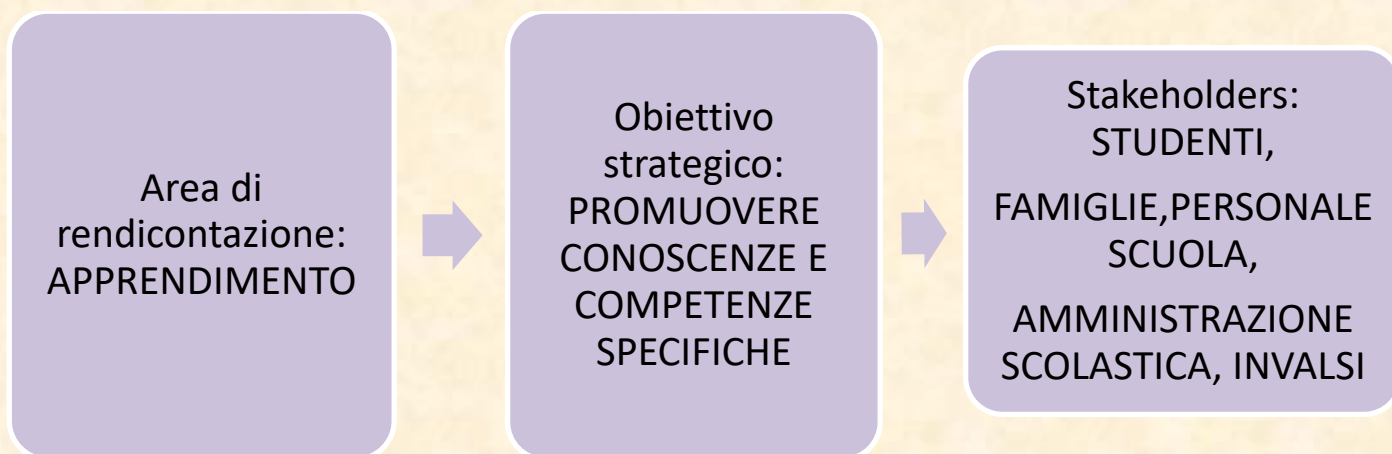 Area di
rendicontazione:
APPRENDIMENTO
Obiettivo
strategico:
PROMUOVERE
CONOSCENZE E
COMPETENZE
SPECIFICHE
Stakeholders:
STUDENTI,
FAMIGLIE,PERSONALE
SCUOLA,
AMMINISTRAZIONE
SCOLASTICA, INVALSI